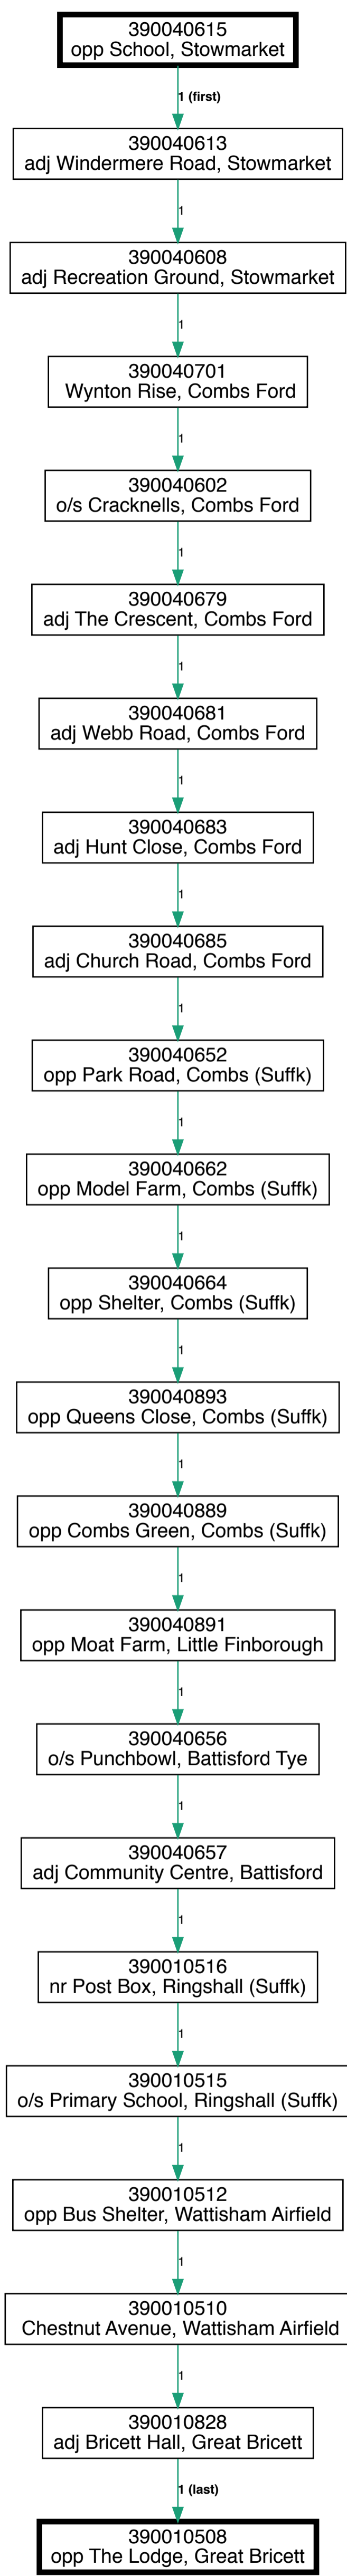 390040615
opp School, Stowmarket
1 (first)
390040613
adj Windermere Road, Stowmarket
1
390040608
adj Recreation Ground, Stowmarket
1
390040701
Wynton Rise, Combs Ford
1
390040602
o/s Cracknells, Combs Ford
1
390040679
adj The Crescent, Combs Ford
1
390040681
adj Webb Road, Combs Ford
1
390040683
adj Hunt Close, Combs Ford
1
390040685
adj Church Road, Combs Ford
1
390040652
opp Park Road, Combs (Suffk)
1
390040662
opp Model Farm, Combs (Suffk)
1
390040664
opp Shelter, Combs (Suffk)
1
390040893
opp Queens Close, Combs (Suffk)
1
390040889
opp Combs Green, Combs (Suffk)
1
390040891
opp Moat Farm, Little Finborough
1
390040656
o/s Punchbowl, Battisford Tye
1
390040657
adj Community Centre, Battisford
1
390010516
nr Post Box, Ringshall (Suffk)
1
390010515
o/s Primary School, Ringshall (Suffk)
1
390010512
opp Bus Shelter, Wattisham Airfield
1
390010510
Chestnut Avenue, Wattisham Airfield
1
390010828
adj Bricett Hall, Great Bricett
1 (last)
390010508
opp The Lodge, Great Bricett